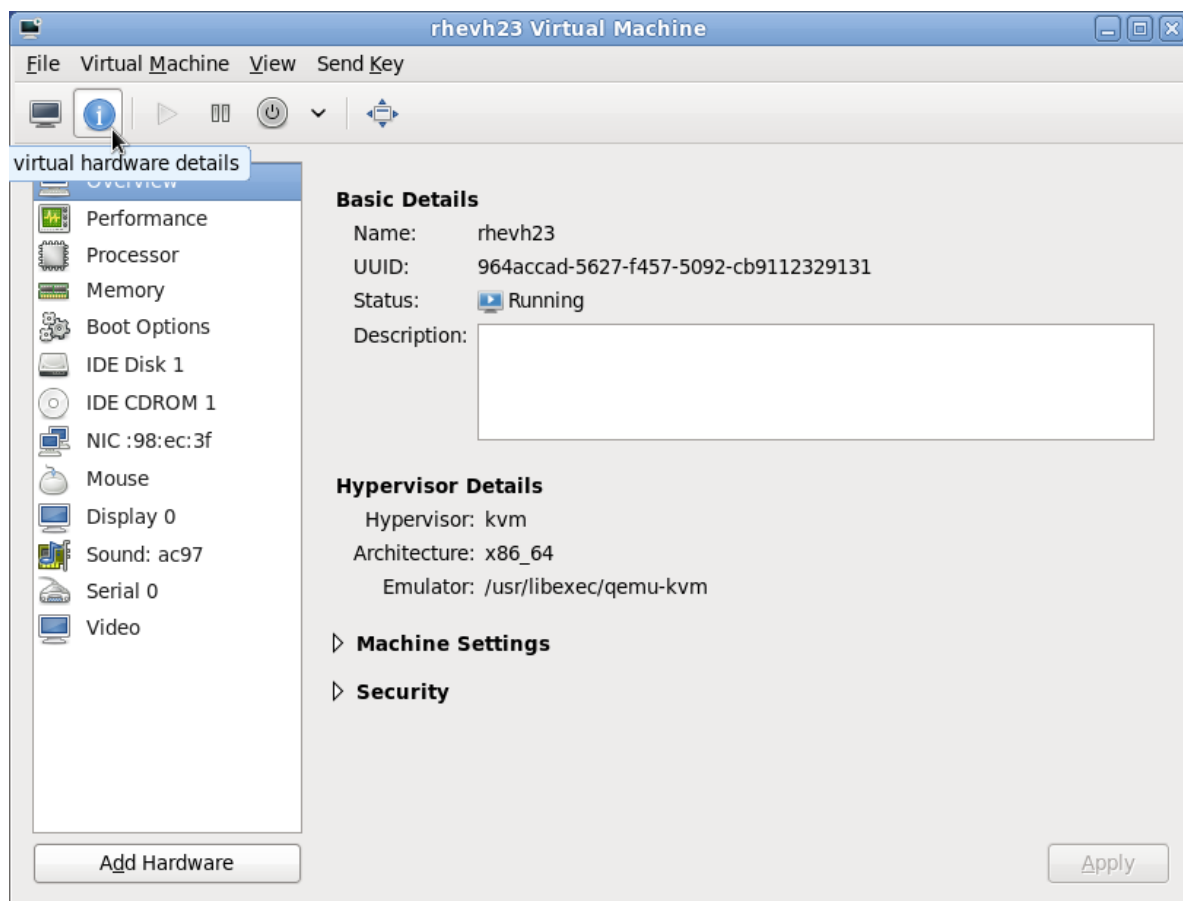 rhevh23 Virtual Machine
File Virtual Machine View Send Key
virtual hardware details
Overview
Performance
Processor
Memory
Boot Options
IDE Disk 1
IDE CDROM 1
NIC :98:ec:3f
Mouse
Display 0
Sound: ac97
Serial 0
Video
Add Hardware
Basic Details
Name: rhevh23
UUID: 964accad-5627-f457-5092-cb9112329131
Status: Running
Description:
Hypervisor Details
Hypervisor: kvm
Architecture: x86_64
Emulator: /usr/libexec/qemu-kvm
Machine Settings
Security
Apply